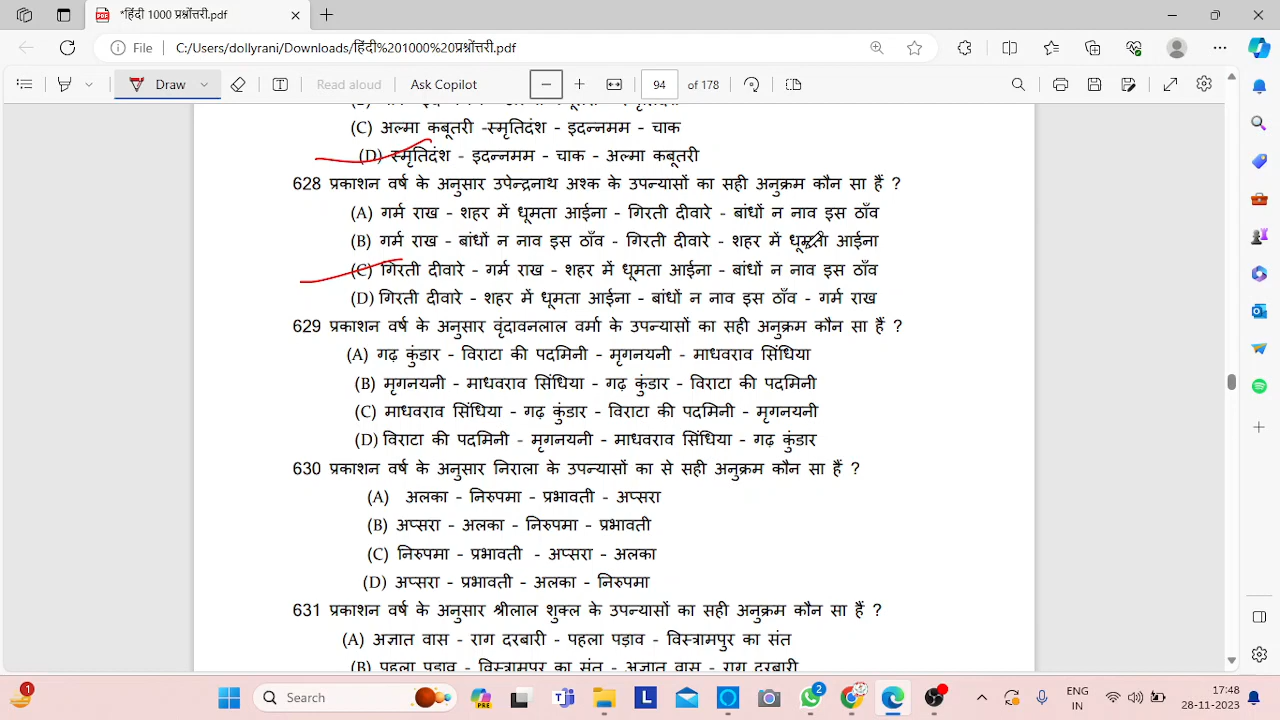 *हिंदी 1000 प्रश्नोंत्तरी.pdf
File C:/Users/dollyrani/Downloads/हिंदी%201000%20प्रश्नोंत्तरी.pdf
Draw Read aloud Ask Copilot 94 of 178
(C) अल्मा कबूतरी -स्मृतिदंश - इदन्नमम - चाक
(D) स्मृतिदंश - इदन्नमम - चाक - अल्मा कबूतरी
628 प्रकाशन वर्ष के अनुसार उपेन्द्रनाथ अश्क के उपन्यासों का सही अनुक्रम कौन सा हैं ?
(A) गर्म राख - शहर में धूमता आईना - गिरती दीवारे - बांधों न नाव इस ठाँव
(B) गर्म राख - बांधों न नाव इस ठाँव - गिरती दीवारे - शहर में धूमता आईना
(C) गिरती दीवारे - गर्म राख - शहर में धूमता आईना - बांधों न नाव इस ठाँव
(D) गिरती दीवारे - शहर में धूमता आईना - बांधों न नाव इस ठाँव - गर्म राख
629 प्रकाशन वर्ष के अनुसार वृंदावनलाल वर्मा के उपन्यासों का सही अनुक्रम कौन सा हैं ?
(A) गढ़ कुंडार - विराटा की पदमिनी - मृगनयनी - माधवराव सिंधिया
(B) मृगनयनी - माधवराव सिंधिया - गढ़ कुंडार - विराटा की पदमिनी
(C) माधवराव सिंधिया - गढ़ कुंडार - विराटा की पदमिनी - मृगनयनी
(D) विराटा की पदमिनी - मृगनयनी - माधवराव सिंधिया - गढ़ कुंडार
630 प्रकाशन वर्ष के अनुसार निराला के उपन्यासों का से सही अनुक्रम कौन सा हैं ?
(A) अलका - निरुपमा - प्रभावती - अप्सरा
(B) अप्सरा - अलका - निरुपमा - प्रभावती
(C) निरुपमा - प्रभावती - अप्सरा - अलका
(D) अप्सरा - प्रभावती - अलका - निरुपमा
631 प्रकाशन वर्ष के अनुसार श्रीलाल शुक्ल के उपन्यासों का सही अनुक्रम कौन सा हैं ?
(A) अज्ञात वास - राग दरबारी - पहला पड़ाव - विस्त्रामपुर का संत
(B) पहला पड़ाव - विस्त्रामपुर का संत - अज्ञात वास - राग दरबारी
Search
ENG
IN
17:48
28-11-2023